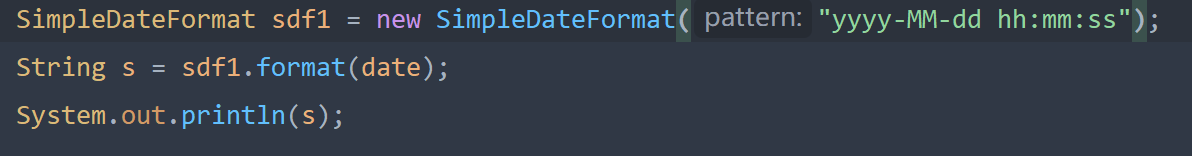 SimpleDateFormat sdf1 = new SimpleDateFormat( pattern: "yyyy-MM-dd hh:mm:ss");
String s = sdf1.format(date);
System.out.println(s);